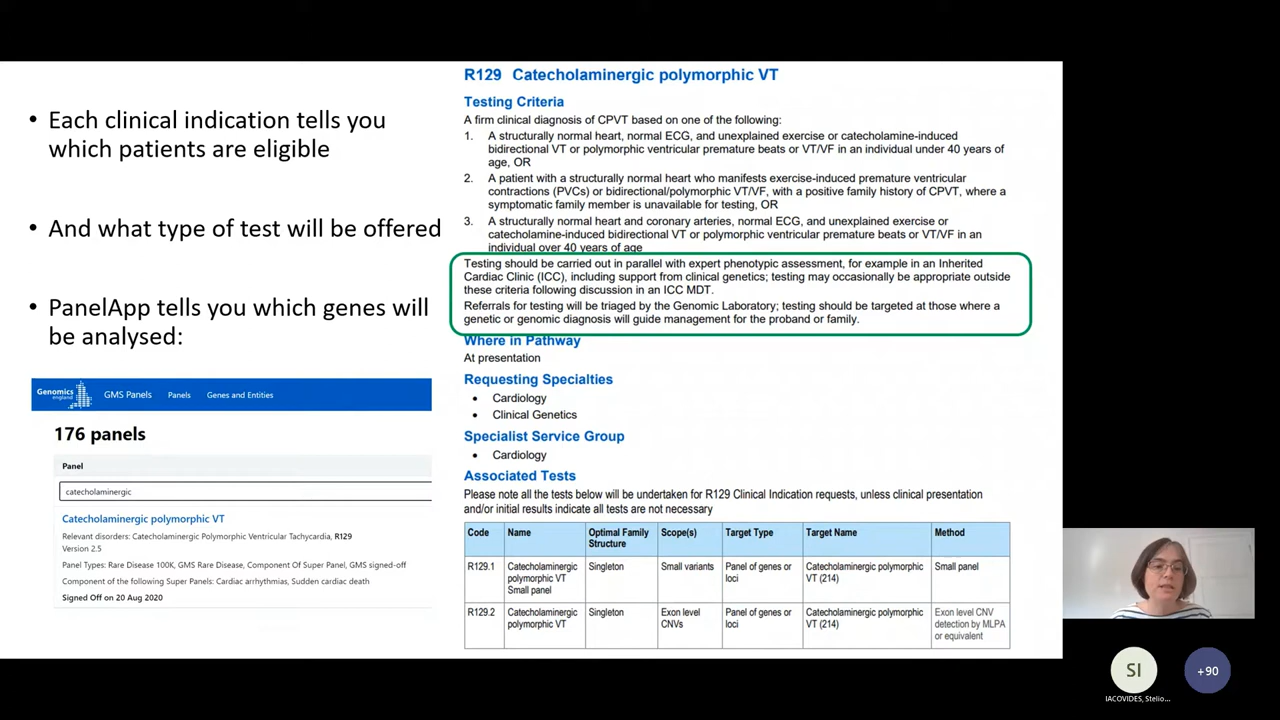 • Each clinical indication tells you
which patients are eligible
• And what type of test will be offered
• PanelApp tells you which genes will
be analysed:
Genomics
england
GMS Panels
Panels
Genes and Entities
176 panels
Panel
catecholaminergic
Catecholaminergic polymorphic VT
Relevant disorders: Catecholaminergic Polymorphic Ventricular Tachycardia, R129
Version 2.5
Panel Types: Rare Disease 100K, GMS Rare Disease, Component Of Super Panel, GMS signed-off
Component of the following Super Panels: Cardiac arrhythmias, Sudden cardiac death
Signed Off on 20 Aug 2020
R129 Catecholaminergic polymorphic VT
Testing Criteria
A firm clinical diagnosis of CPVT based on one of the following:
1. A structurally normal heart, normal ECG, and unexplained exercise or catecholamine-induced
bidirectional VT or polymorphic ventricular premature beats or VT/VF in an individual under 40 years of
age, OR
2. A patient with a structurally normal heart who manifests exercise-induced premature ventricular
contractions (PVCs) or bidirectional/polymorphic VT/VF, with a positive family history of CPVT, where a
symptomatic family member is unavailable for testing, OR
3. A structurally normal heart and coronary arteries, normal ECG, and unexplained exercise or
catecholamine-induced bidirectional VT or polymorphic ventricular premature beats or VT/VF in an
individual over 40 years of age
Testing should be carried out in parallel with expert phenotypic assessment, for example in an Inherited
Cardiac Clinic (ICC), including support from clinical genetics; testing may occasionally be appropriate outside
these criteria following discussion in an ICC MDT.
Referrals for testing will be triaged by the Genomic Laboratory; testing should be targeted at those where a
genetic or genomic diagnosis will guide management for the proband or family.
Where in Pathway
At presentation
Requesting Specialties
• Cardiology
• Clinical Genetics
Specialist Service Group
• Cardiology
Associated Tests
Please note all the tests below will be undertaken for R129 Clinical Indication requests, unless clinical presentation
and/or initial results indicate all tests are not necessary
Code
Name
Optimal Family
Structure
Scope(s)
Target Type
Target Name
Method
R129.1
Catecholaminergic
polymorphic VT
Small panel
Singleton
Small variants
Panel of genes or
loci
Catecholaminergic polymorphic
VT (214)
Small panel
R129.2
Catecholaminergic
polymorphic VT
Singleton
Exon level
CNVs
Panel of genes or
loci
Catecholaminergic polymorphic
VT (214)
Exon level CNV
detection by MLPA
or equivalent
SI
+90
IACOVIDES, Stelio...